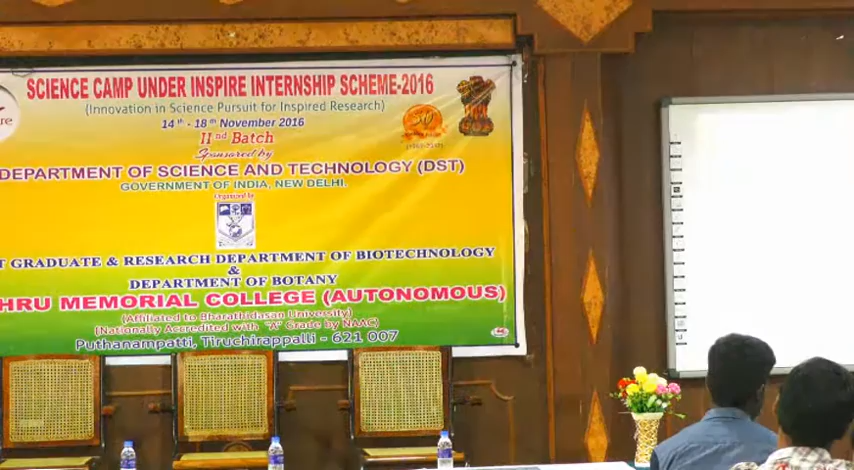 SCIENCE CAMP UNDER INSPIRE INTERNSHIP SCHEME-2016
(Innovation in Science Pursuit for Inspired Research)
14th - 18th November 2016
IInd Batch
Sponsored by
DEPARTMENT OF SCIENCE AND TECHNOLOGY (DST)
GOVERNMENT OF INDIA, NEW DELHI.
Organized by
T GRADUATE & RESEARCH DEPARTMENT OF BIOTECHNOLOGY
&
DEPARTMENT OF BOTANY
HRU MEMORIAL COLLEGE (AUTONOMOUS)
(Affiliated to Bharathidasan University)
(Nationally Accredited with "A" Grade by NAAC)
Puthanampatti, Tiruchirappalli - 621 007